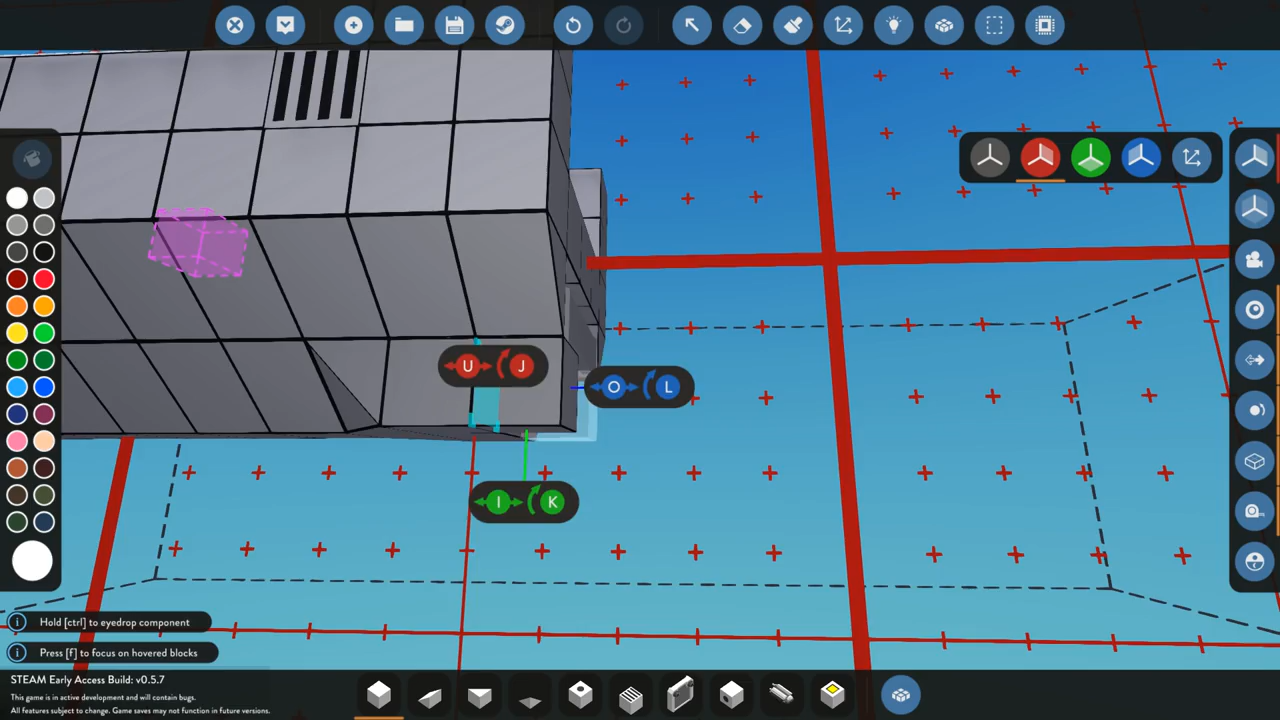 U J
O L
I K
Hold [ctrl] to eyedrop component
Press [f] to focus on hovered blocks
STEAM Early Access Build: v0.5.7
This game is in active development and will contain bugs.
All features subject to change. Game saves may not function in future versions.